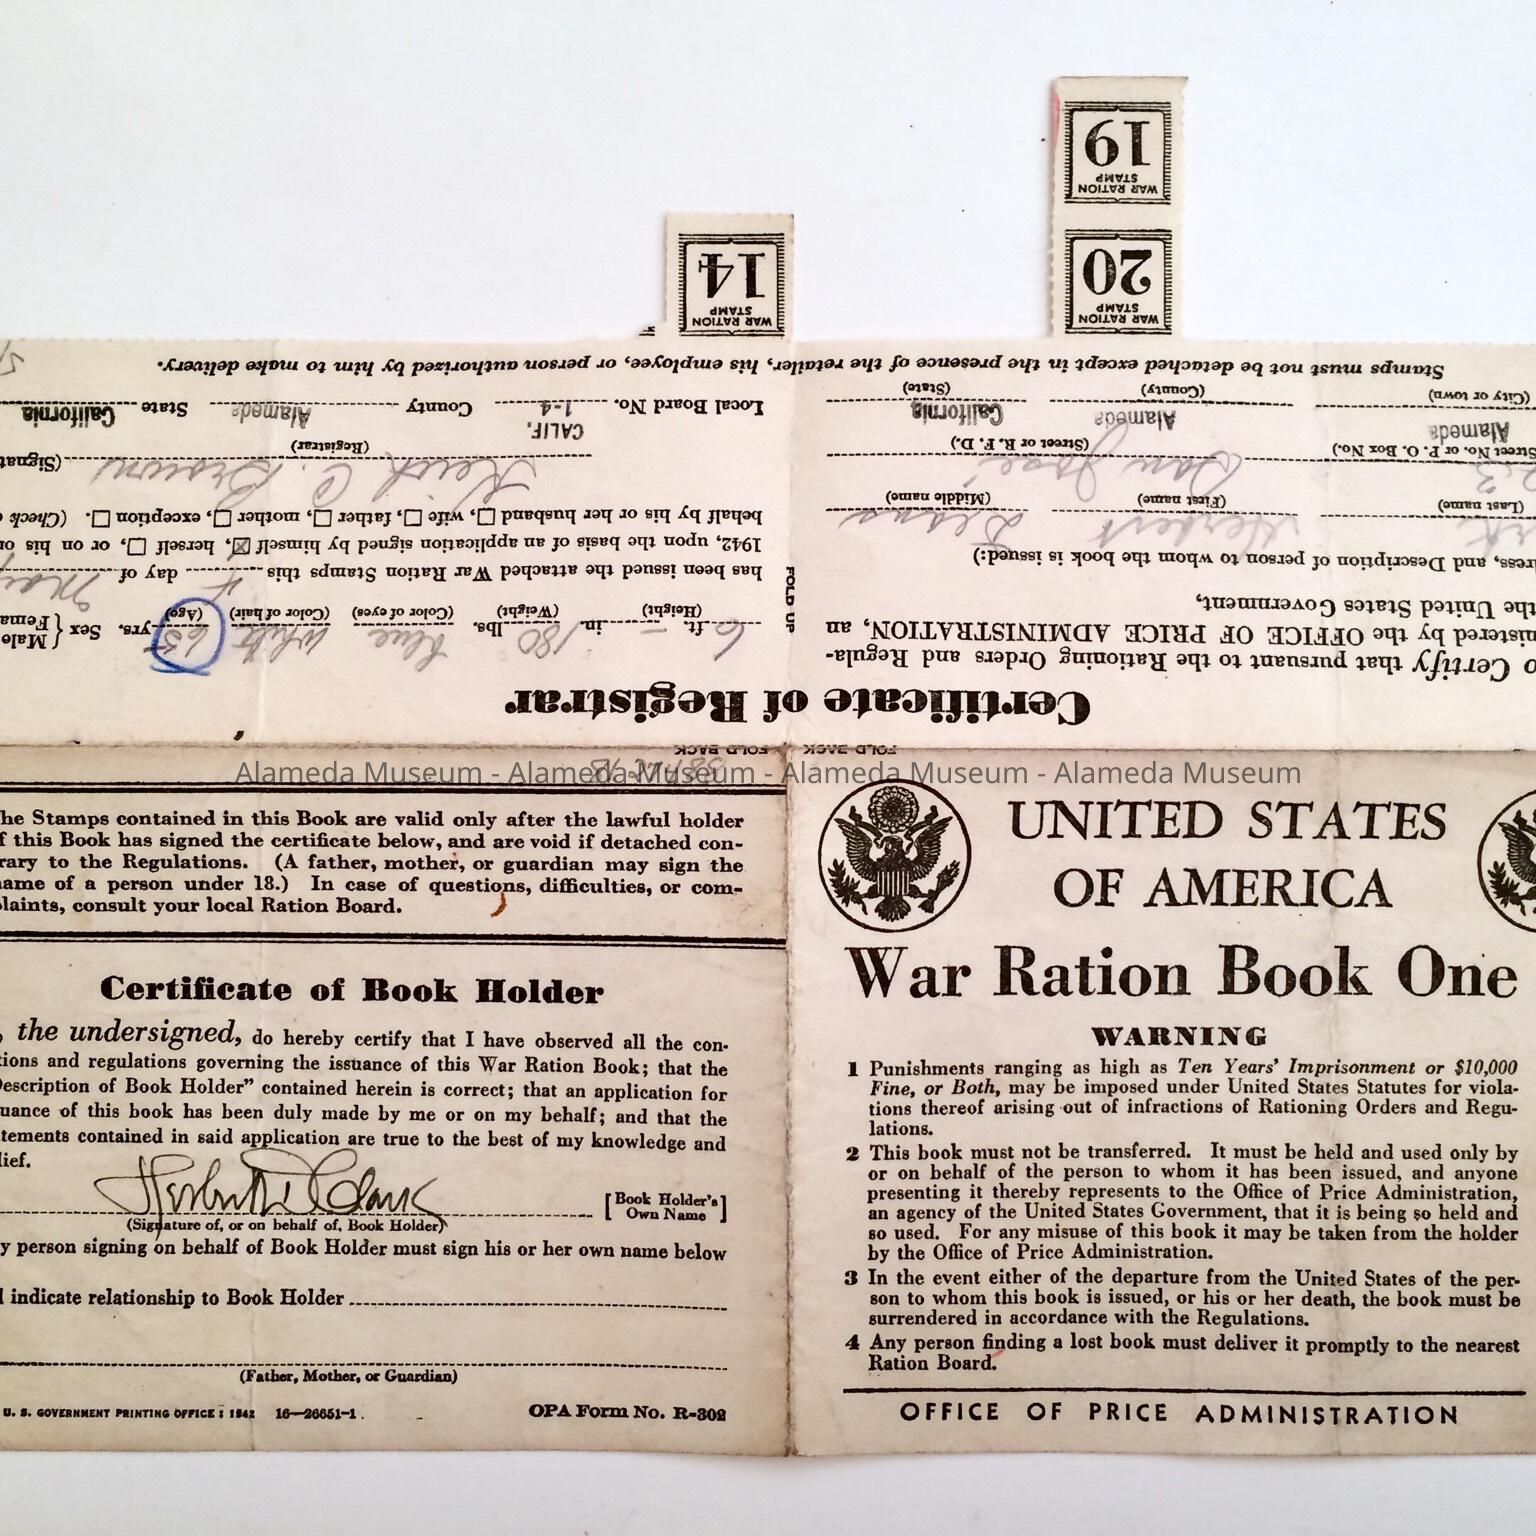 WAR RATION
STAMP
19
WAR RATION
STAMP
20
WAR RATION
STAMP
14
Certificate of Registrar
o Certify that pursuant to the Rationing Orders and Regula-
istered by the OFFICE OF PRICE ADMINISTRATION, an
the United States Government,
FOLD UP
ress, and Description of person to whom the book is issued:)
rk Herbert Deans
(Last name) (First name) (Middle name)
San Jose
Street No. or P. O. Box No.) (Street or R. F. D.)
Alameda Alameda California
(City or town) (County) (State)
6 ft. - in. 180 lbs. blue White 65 yrs. Sex { Male
(Height) (Weight) (Color of eyes) (Color of hair) (Age) Fema
has been issued the attached War Ration Stamps this 4 day of May
1942, upon the basis of an application signed by himself ☒, herself ☐, or on his or
behalf by his or her husband ☐, wife ☐, father ☐, mother ☐, exception ☐. (Check
C. Brown (Signat
(Registrar)
CALIF.
Local Board No. 1-4 County Alameda State California
Stamps must not be detached except in the presence of the retailer, his employee, or person authorized by him to make delivery.
FOLD BACK FOLD BACK
Alameda Museum - Alameda Museum - Alameda Museum - Alameda Museum
he Stamps contained in this Book are valid only after the lawful holder
f this Book has signed the certificate below, and are void if detached con-
rary to the Regulations. (A father, mother, or guardian may sign the
ame of a person under 18.) In case of questions, difficulties, or com-
laints, consult your local Ration Board.
Certificate of Book Holder
, the undersigned, do hereby certify that I have observed all the con-
tions and regulations governing the issuance of this War Ration Book; that the
escription of Book Holder” contained herein is correct; that an application for
uance of this book has been duly made by me or on my behalf; and that the
tements contained in said application are true to the best of my knowledge and
lief.
Herbert D Clark [Book Holder's Own Name]
(Signature of, or on behalf of, Book Holder)
y person signing on behalf of Book Holder must sign his or her own name below
indicate relationship to Book Holder
(Father, Mother, or Guardian)
U. S. GOVERNMENT PRINTING OFFICE : 1942 16—26651-1 OPA Form No. R-302
UNITED STATES
OF AMERICA
War Ration Book One
WARNING
1 Punishments ranging as high as Ten Years' Imprisonment or $10,000
Fine, or Both, may be imposed under United States Statutes for viola-
tions thereof arising out of infractions of Rationing Orders and Regu-
lations.
2 This book must not be transferred. It must be held and used only by
or on behalf of the person to whom it has been issued, and anyone
presenting it thereby represents to the Office of Price Administration,
an agency of the United States Government, that it is being so held and
so used. For any misuse of this book it may be taken from the holder
by the Office of Price Administration.
3 In the event either of the departure from the United States of the per-
son to whom this book is issued, or his or her death, the book must be
surrendered in accordance with the Regulations.
4 Any person finding a lost book must deliver it promptly to the nearest
Ration Board.
OFFICE OF PRICE ADMINISTRATION